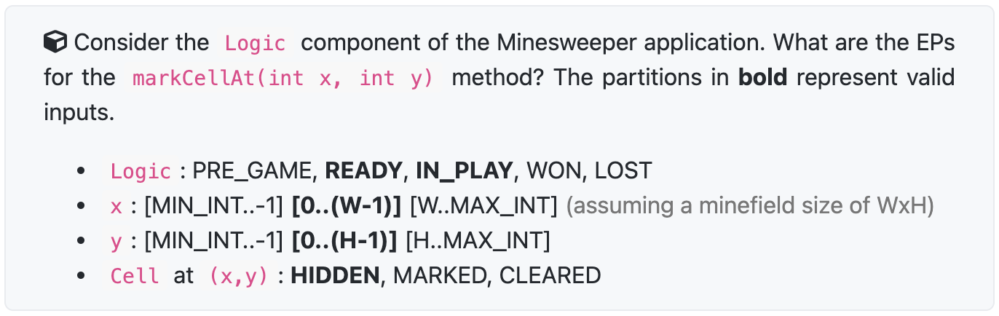 Consider the Logic component of the Minesweeper application. What are the EPs
for the markCellAt(int x, int y) method? The partitions in bold represent valid
inputs.
• Logic : PRE_GAME, READY, IN_PLAY, WON, LOST
• x : [MIN_INT..-1] [0..(W-1)] [W..MAX_INT] (assuming a minefield size of WxH)
• y : [MIN_INT..-1] [0..(H-1)] [H..MAX_INT]
• Cell at (x,y) : HIDDEN, MARKED, CLEARED